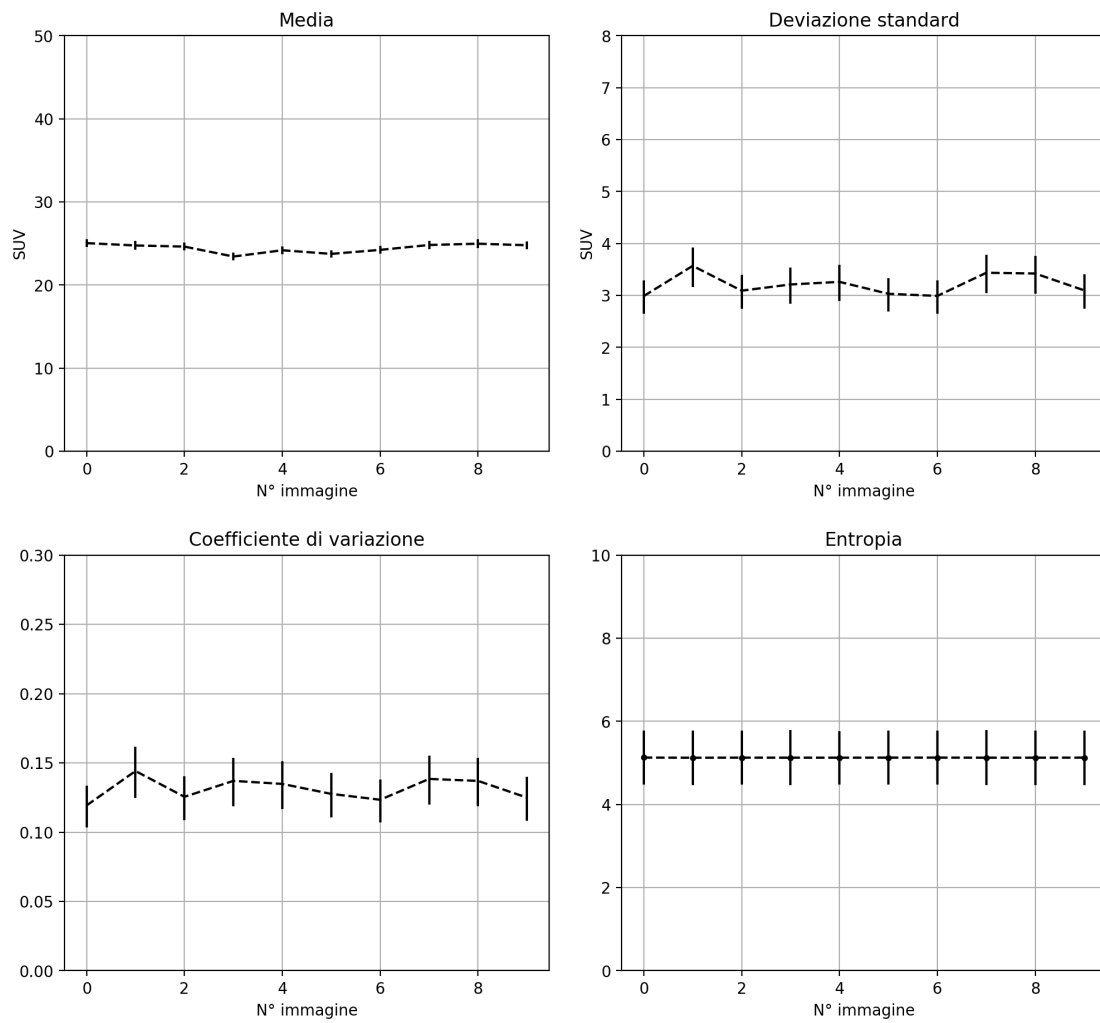 Media
50
40
30
20
10
0
SUV
0 2 4 6 8
N° immagine
Deviazione standard
8
7
6
5
4
3
2
1
0
SUV
0 2 4 6 8
N° immagine
Coefficiente di variazione
0.30
0.25
0.20
0.15
0.10
0.05
0.00
0 2 4 6 8
N° immagine
Entropia
10
8
6
4
2
0
0 2 4 6 8
N° immagine